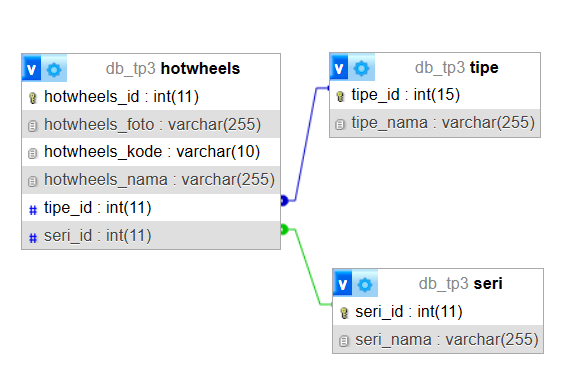 v db_tp3 hotwheels
hotwheels_id : int(11)
hotwheels_foto : varchar(255)
hotwheels_kode : varchar(10)
hotwheels_nama : varchar(255)
# tipe_id : int(11)
# seri_id : int(11)
v db_tp3 tipe
tipe_id : int(15)
tipe_nama : varchar(255)
v db_tp3 seri
seri_id : int(11)
seri_nama : varchar(255)